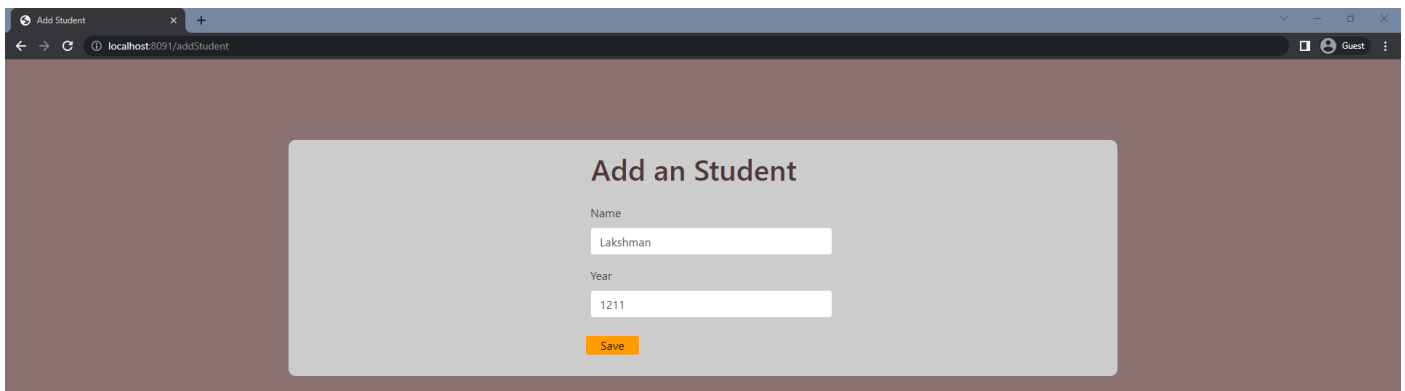 Add Student
localhost:8091/addStudent
Guest
Add an Student
Name
Lakshman
Year
1211
Save